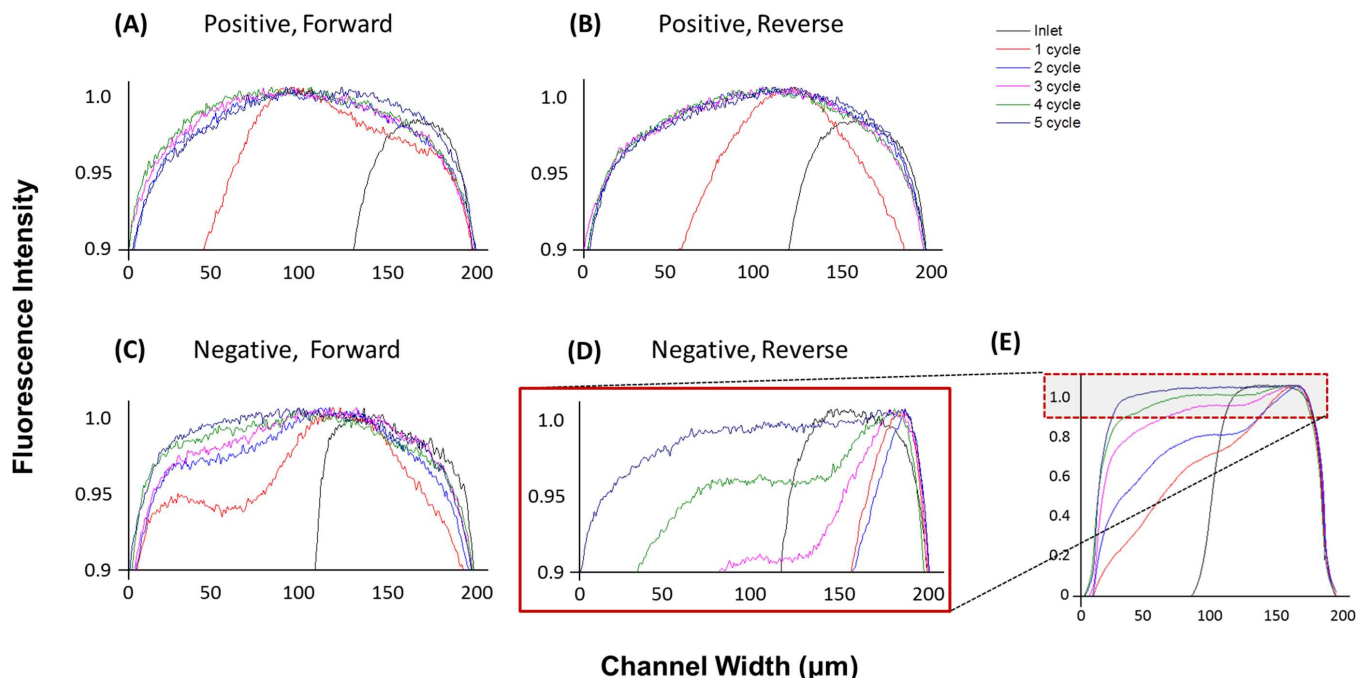 (A) Positive, Forward
(B) Positive, Reverse
Inlet
1 cycle
2 cycle
3 cycle
4 cycle
5 cycle
1.0
0.95
0.9
0 50 100 150 200
1.0
0.95
0.9
0 50 100 150 200
Fluorescence Intensity
(C) Negative, Forward
(D) Negative, Reverse
(E)
1.0
0.95
0.9
0 50 100 150 200
1.0
0.95
0.9
0 50 100 150 200
1.0
0.8
0.6
0.4
0.2
0
0 50 100 150 200
Channel Width (µm)